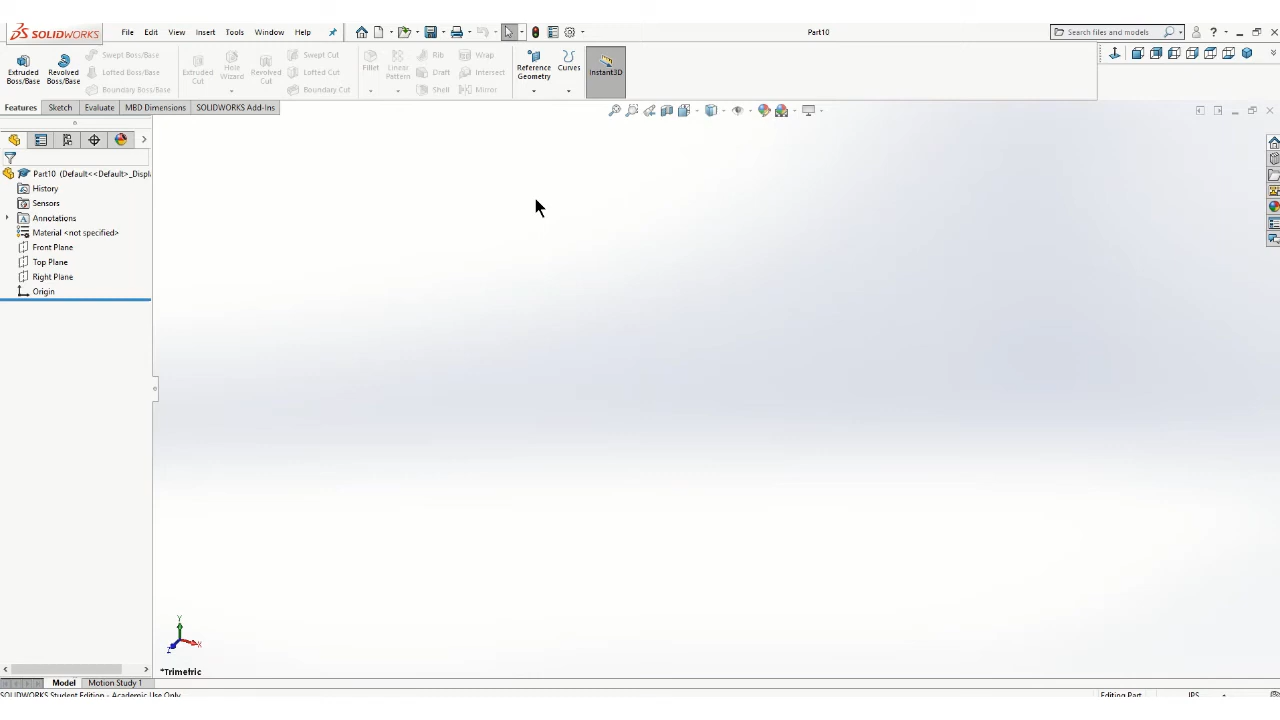 SOLIDWORKS File Edit View Insert Tools Window Help Part10 Search files and models
Extruded Boss/Base
Revolved Boss/Base
Swept Boss/Base
Lofted Boss/Base
Boundary Boss/Base
Extruded Cut
Hole Wizard
Revolved Cut
Swept Cut
Lofted Cut
Boundary Cut
Fillet
Linear Pattern
Rib
Draft
Shell
Wrap
Intersect
Mirror
Reference Geometry
Curves
Instant3D
Features Sketch Evaluate MBD Dimensions SOLIDWORKS Add-Ins
Part10 (Default<<Default>_Displa
History
Sensors
Annotations
Material <not specified>
Front Plane
Top Plane
Right Plane
Origin
Y
X
Z
*Trimetric
Model Motion Study 1
SOLIDWORKS Student Edition - Academic Use Only Editing Part IPS